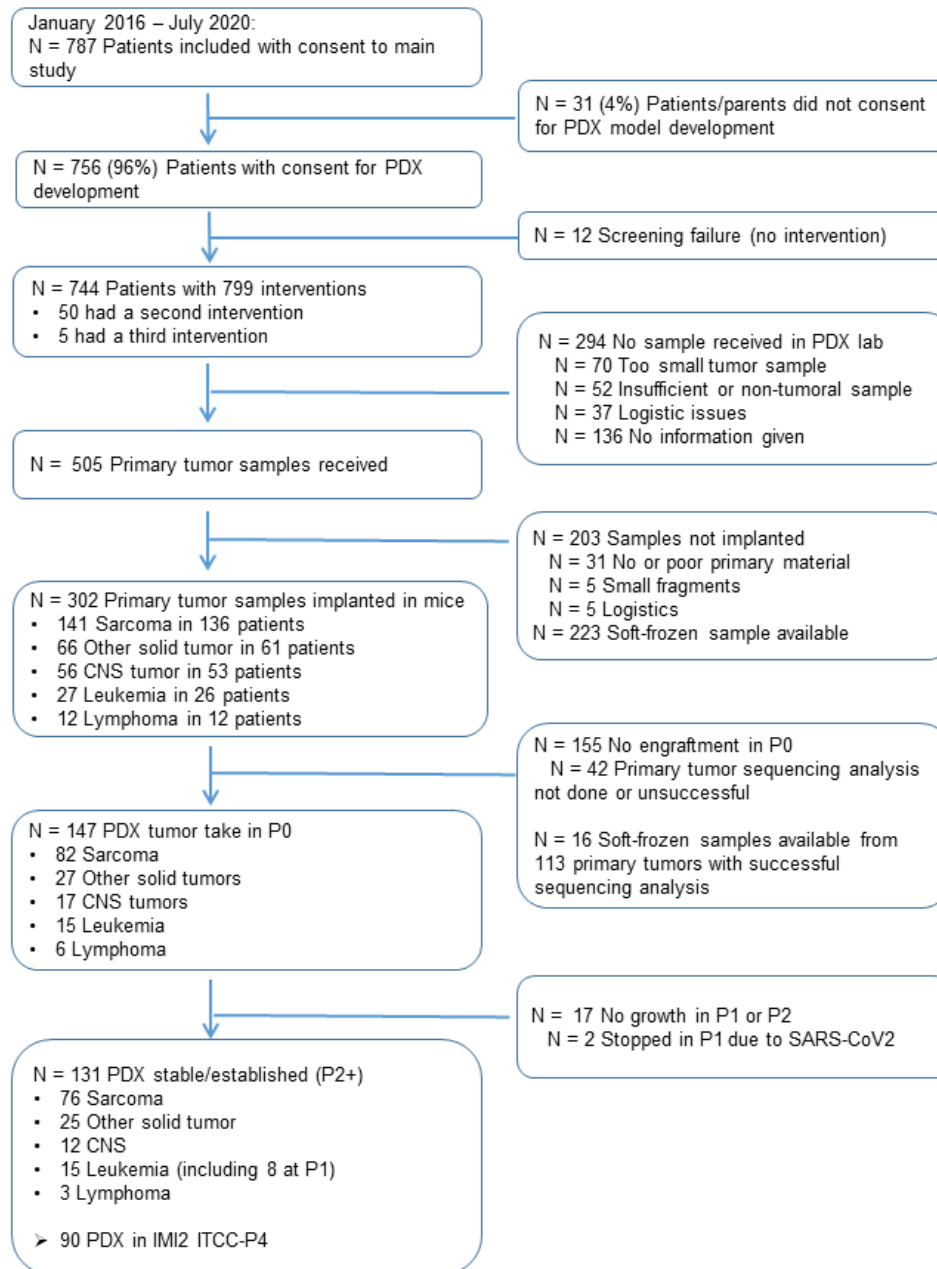 January 2016 – July 2020:
N = 787 Patients included with consent to main
study
N = 31 (4%) Patients/parents did not consent
for PDX model development
N = 756 (96%) Patients with consent for PDX
development
N = 12 Screening failure (no intervention)
N = 744 Patients with 799 interventions
• 50 had a second intervention
• 5 had a third intervention
N = 294 No sample received in PDX lab
N = 70 Too small tumor sample
N = 52 Insufficient or non-tumoral sample
N = 37 Logistic issues
N = 136 No information given
N = 505 Primary tumor samples received
N = 203 Samples not implanted
N = 31 No or poor primary material
N = 5 Small fragments
N = 5 Logistics
N = 223 Soft-frozen sample available
N = 302 Primary tumor samples implanted in mice
• 141 Sarcoma in 136 patients
• 66 Other solid tumor in 61 patients
• 56 CNS tumor in 53 patients
• 27 Leukemia in 26 patients
• 12 Lymphoma in 12 patients
N = 155 No engraftment in P0
N = 42 Primary tumor sequencing analysis
not done or unsuccessful
N = 16 Soft-frozen samples available from
113 primary tumors with successful
sequencing analysis
N = 147 PDX tumor take in P0
• 82 Sarcoma
• 27 Other solid tumors
• 17 CNS tumors
• 15 Leukemia
• 6 Lymphoma
N = 17 No growth in P1 or P2
N = 2 Stopped in P1 due to SARS-CoV2
N = 131 PDX stable/established (P2+)
• 76 Sarcoma
• 25 Other solid tumor
• 12 CNS
• 15 Leukemia (including 8 at P1)
• 3 Lymphoma
➢ 90 PDX in IMI2 ITCC-P4